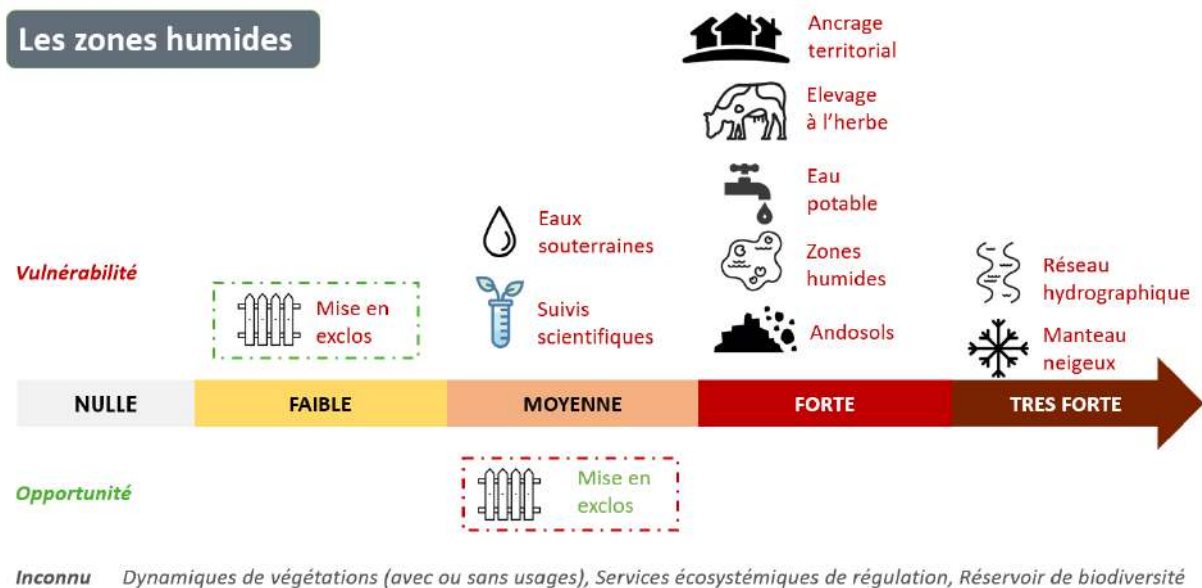 Les zones humides
Ancrage
territorial
Elevage
à l'herbe
Eau
potable
Eaux
souterraines
Zones
humides
Réseau
hydrographique
Vulnérabilité
Mise en
exclos
Suivis
scientifiques
Andosols
Manteau
neigeux
NULLE
FAIBLE
MOYENNE
FORTE
TRES FORTE
Opportunité
Mise en
exclos
Inconnu Dynamiques de végétations (avec ou sans usages), Services écosystémiques de régulation, Réservoir de biodiversité